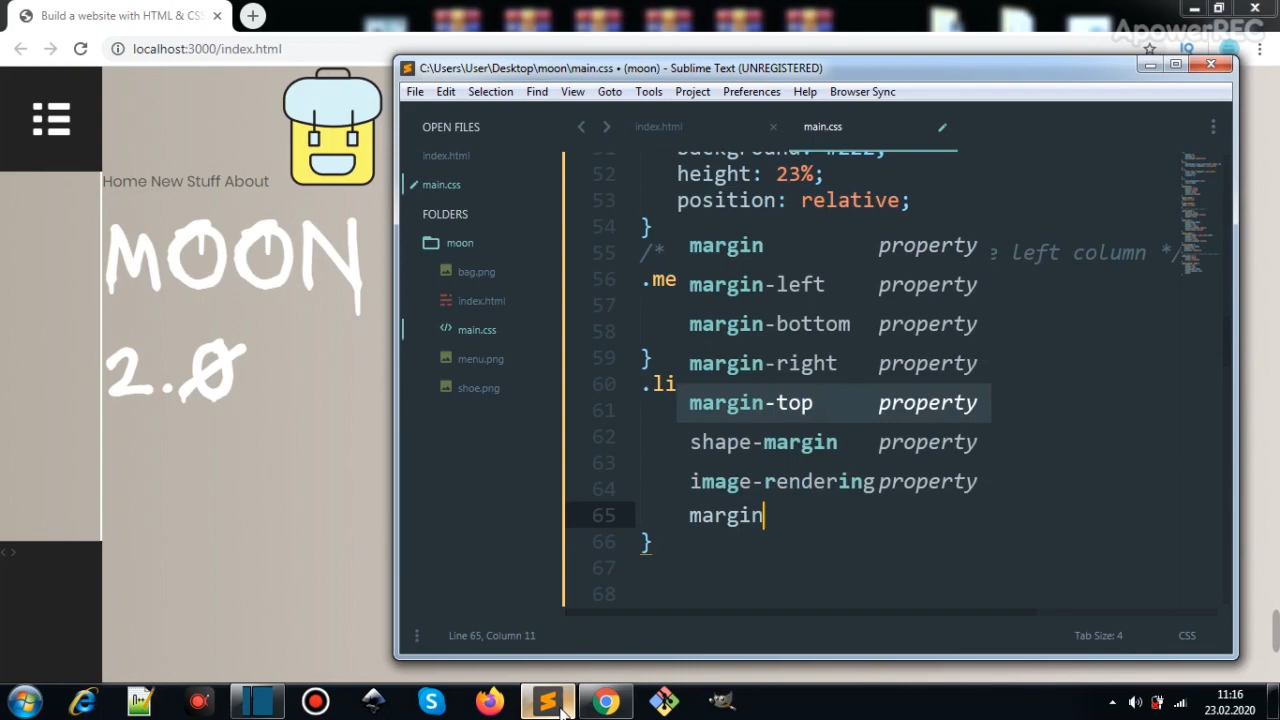 Build a website with HTML & CS
ApowerREC
localhost:3000/index.html
IQ
C:\Users\User\Desktop\moon\main.css • (moon) - Sublime Text (UNREGISTERED)
File Edit Selection Find View Goto Tools Project Preferences Help Browser Sync
OPEN FILES
index.html
main.css
FOLDERS
moon
bag.png
index.html
main.css
menu.png
shoe.png
index.html
main.css
background: #222;
52 height: 23%;
53 position: relative;
54 }
55 /* e left column */
56 .me
57
58
59 }
60 .li
61
62
63
64
65 margin
66 }
67
68
margin property
margin-left property
margin-bottom property
margin-right property
margin-top property
shape-margin property
image-rendering property
Line 65, Column 11
Tab Size: 4
CSS
Home New Stuff About
MOON
2.0
11:16
23.02.2020